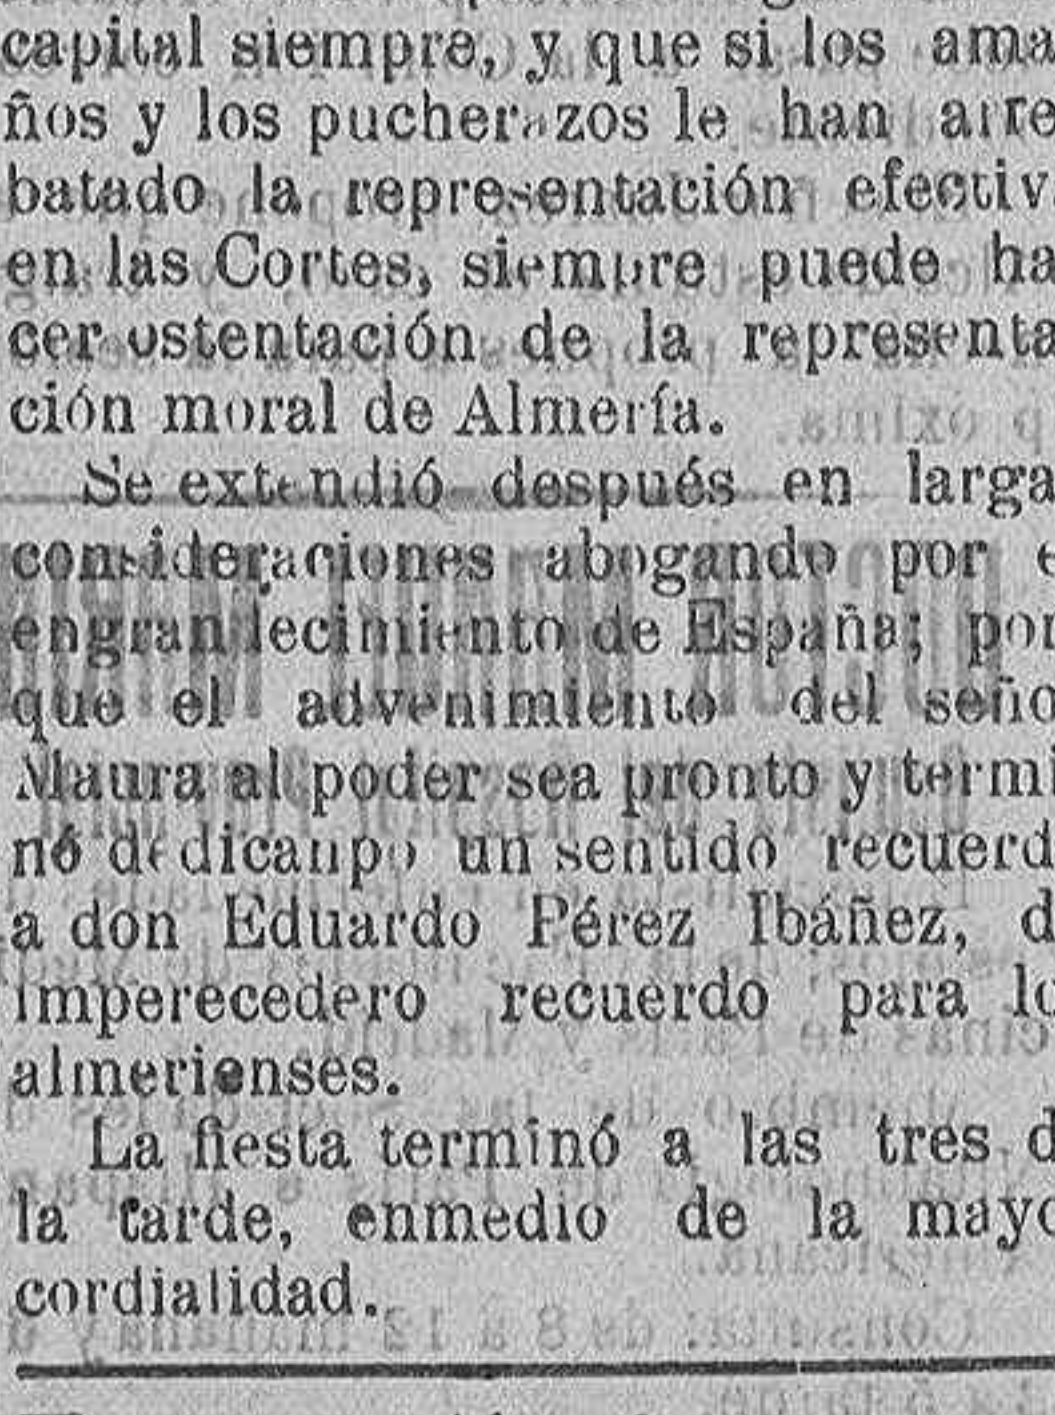 capital siempre, y que si los ama
ños y los pucherazos le han arre
batado la representación efectiv
en las Cortes, siempre puede ha
cer ostentación de la representa
ción moral de Almería.
Se extendió después en larga
consideraciones abogando por e
engrandecimiento de España; por
que el advenimiento del seño
Maura al poder sea pronto y termi
nó dedicanpo un sentido recuerd
a don Eduardo Pérez Ibáñez, d
imperecedero recuerdo para lo
almerienses.
La fiesta terminó a las tres d
la tarde, enmedio de la mayo
cordialidad.